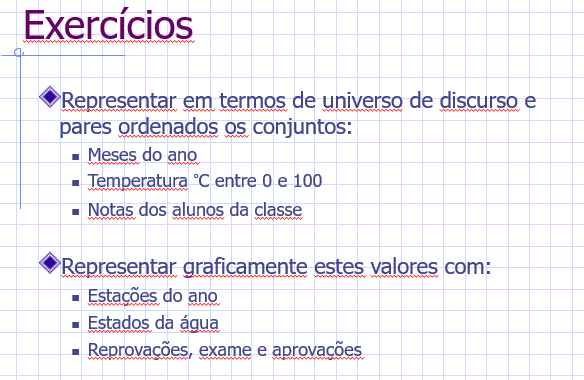 Exercícios
Representar em termos de universo de discurso e
pares ordenados os conjuntos:
Meses do ano
Temperatura °C entre 0 e 100
Notas dos alunos da classe
Representar graficamente estes valores com:
Estações do ano
Estados da água
Reprovações, exame e aprovações